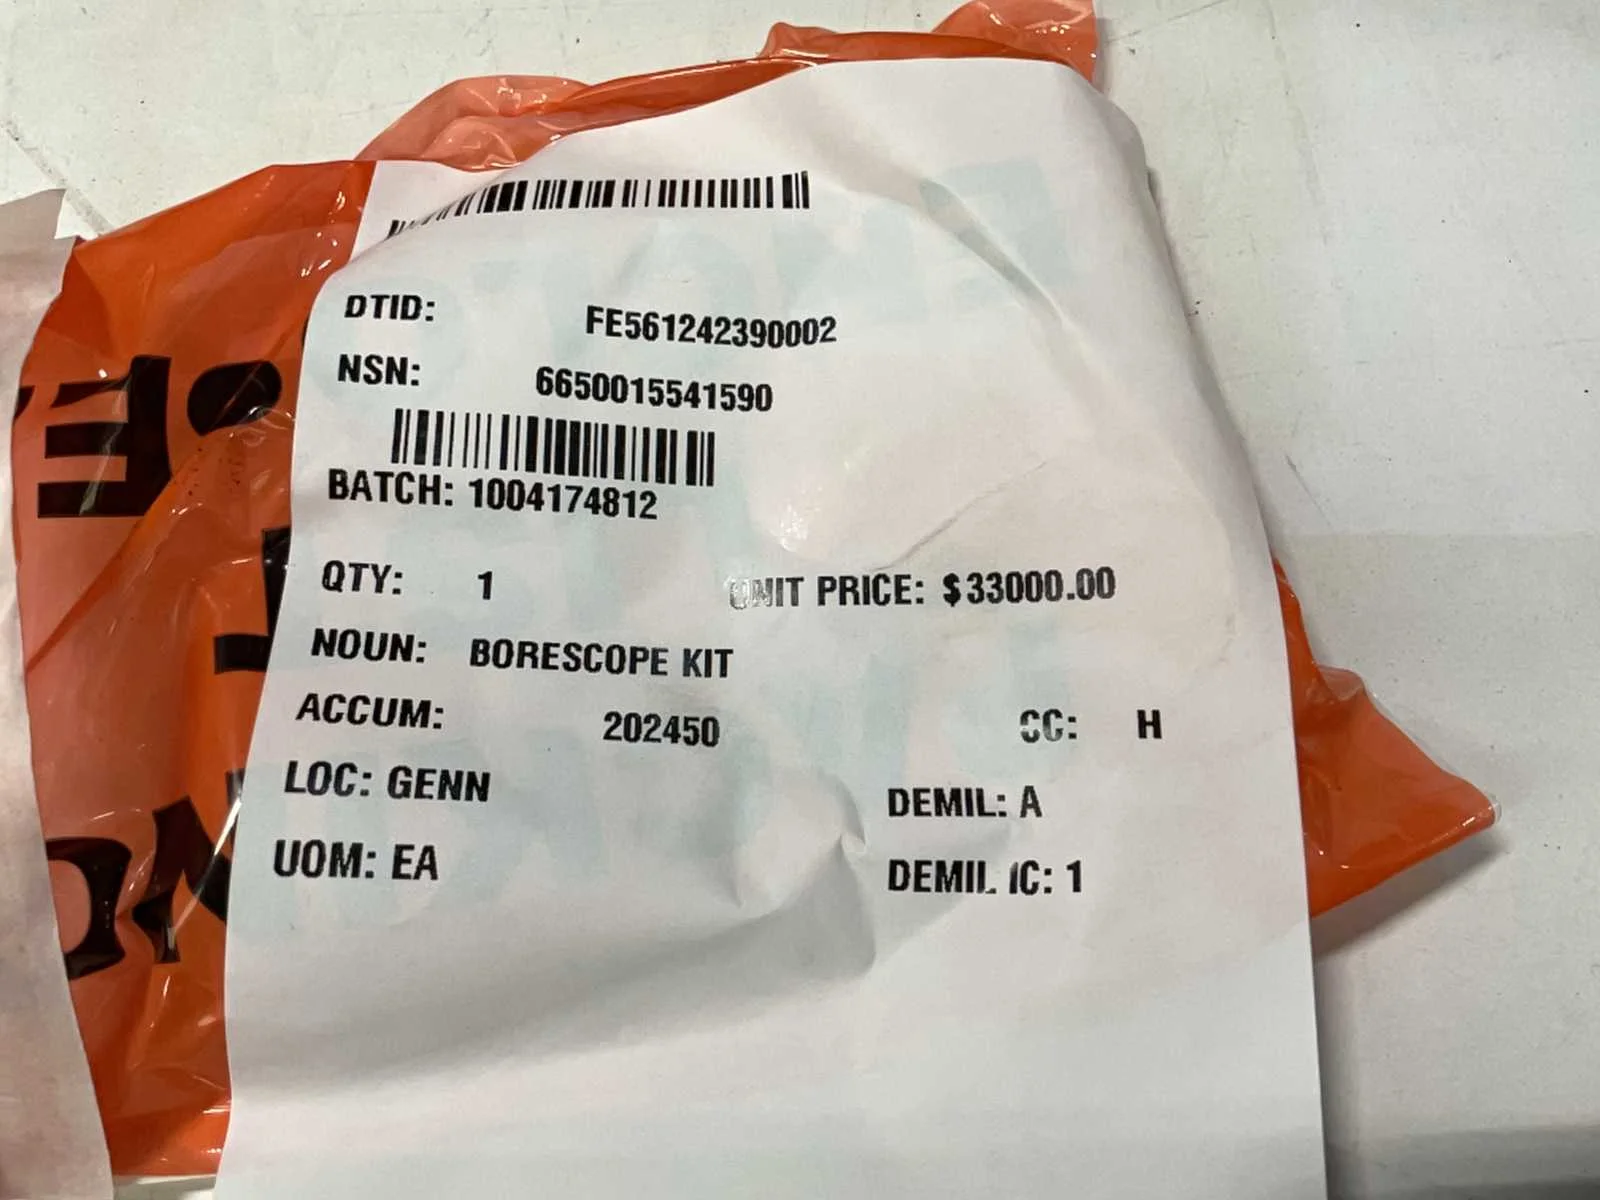 DTID: FE561242390002
NSN: 6650015541590
BATCH: 1004174812
QTY: 1 UNIT PRICE: $33000.00
NOUN: BORESCOPE KIT
ACCUM: 202450 CC: H
LOC: GENN
DEMIL: A
UOM: EA
DEMIL IC: 1